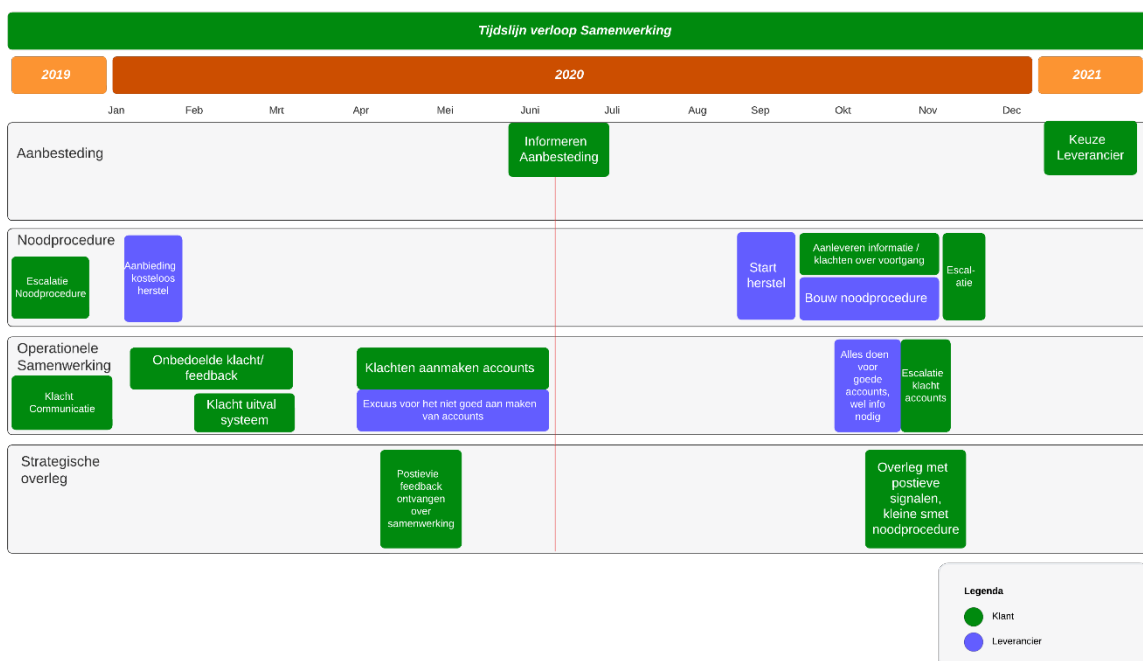 Tijdslijn verloop Samenwerking
2019
2020
2021
Jan
Feb
Mrt
Apr
Mei
Juni
Juli
Aug
Sep
Okt
Nov
Dec
Aanbesteding
Informeren
Aanbesteding
Keuze
Leverancier
Noodprocedure
Escalatie
Noodprocedure
Aanbieding
kosteloos
herstel
Start
herstel
Aanleveren informatie /
klachten over voortgang
Bouw noodprocedure
Escal-
atie
Operationele
Samenwerking
Klacht
Communicatie
Onbedoelde klacht/
feedback
Klacht uitval
systeem
Klachten aanmaken accounts
Excuus voor het niet goed aan maken
van accounts
Alles doen
voor
goede
accounts,
wel info
nodig
Escalatie
klacht
accounts
Strategische
overleg
Postievie
feedback
ontvangen
over
samenwerking
Overleg met
postieve
signalen,
kleine smet
noodprocedure
Legenda
Klant
Leverancier